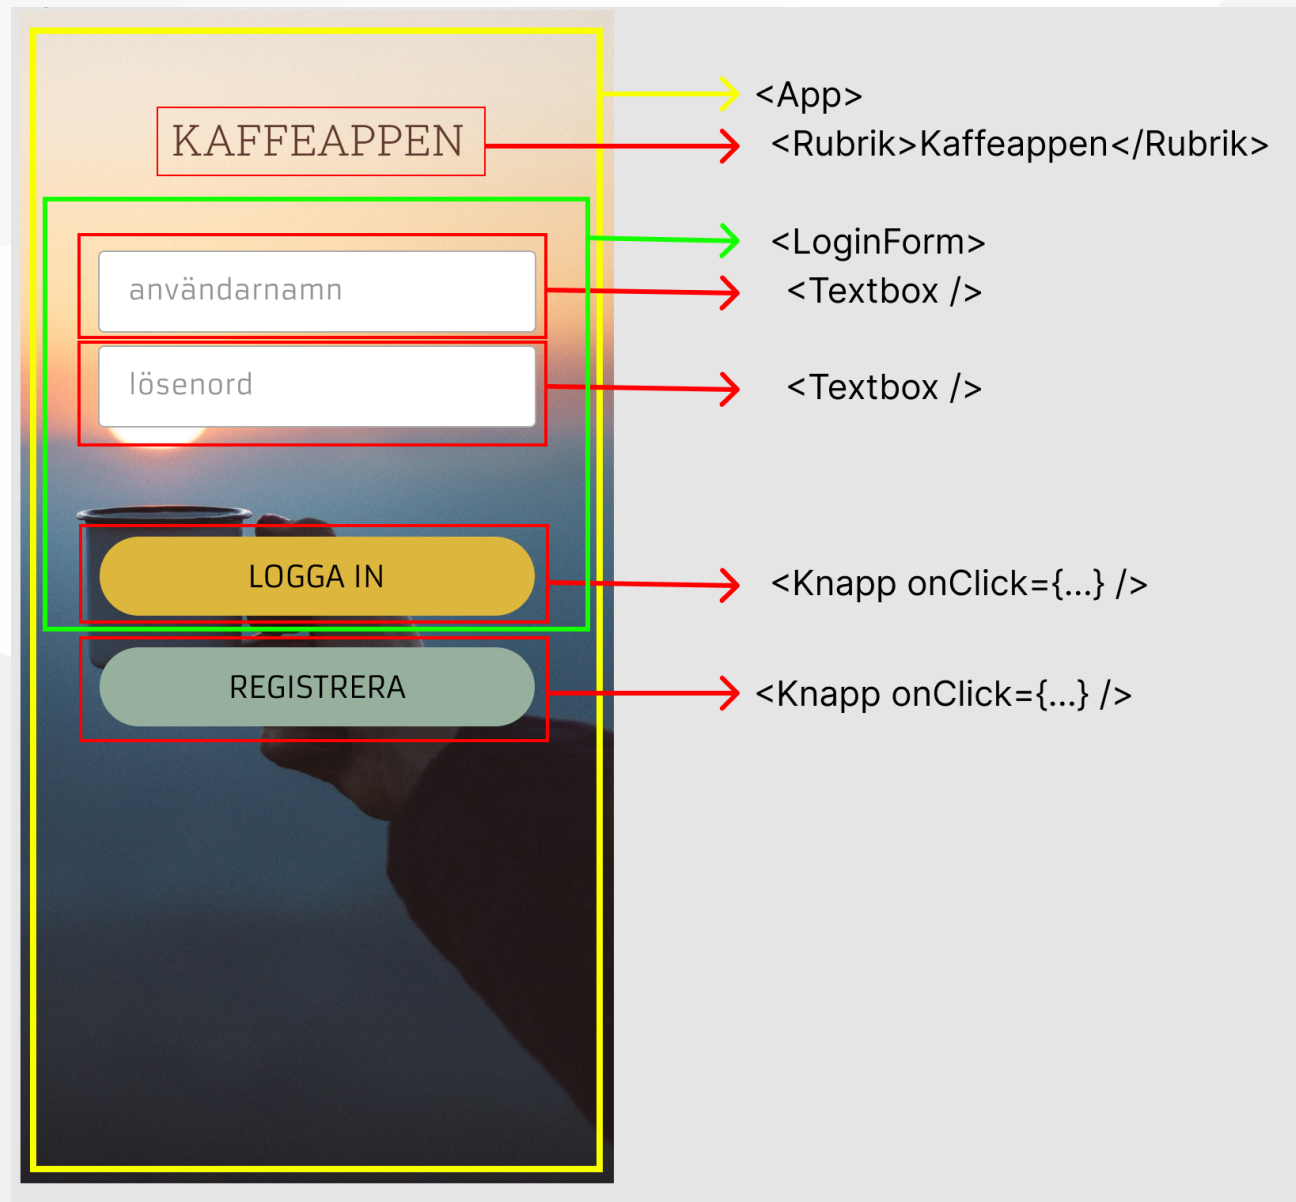 <App>
KAFFEAPPEN
<Rubrik>Kaffeappen</Rubrik>
<LoginForm>
användarnamn
<Textbox />
lösenord
<Textbox />
LOGGA IN
<Knapp onClick={...} />
REGISTRERA
<Knapp onClick={...} />